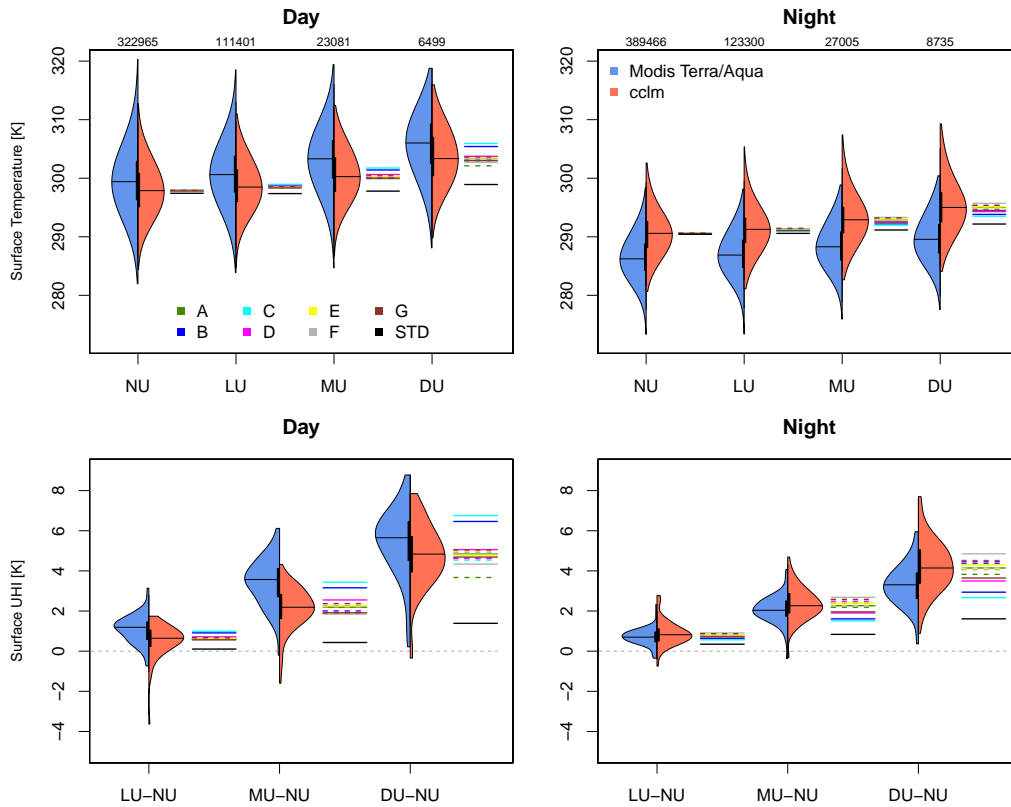 Day
322965 111401 23081 6499
Surface Temperature [K]
320
310
300
290
280
A C E G
B D F STD
NU LU MU DU
Night
389466 123300 27005 8735
Modis Terra/Aqua
cclm
320
310
300
290
280
NU LU MU DU
Day
Surface UHI [K]
8
6
4
2
0
−2
−4
LU−NU MU−NU DU−NU
Night
8
6
4
2
0
−2
−4
LU−NU MU−NU DU−NU